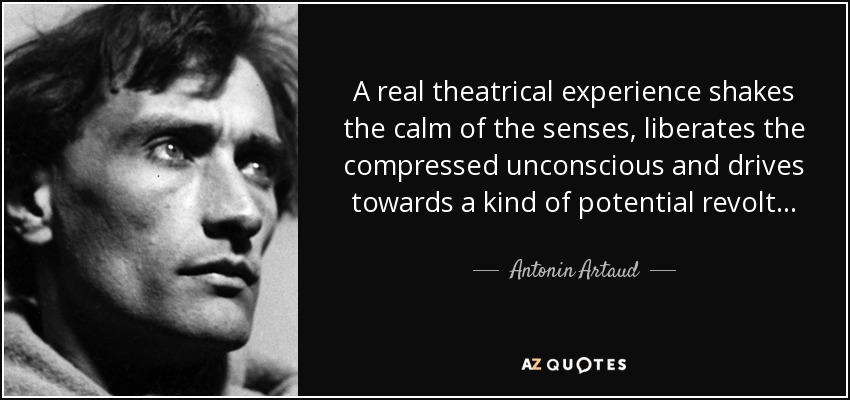 A real theatrical experience shakes
the calm of the senses, liberates the
compressed unconscious and drives
towards a kind of potential revolt...
Antonin Artaud
AZ QUOTES